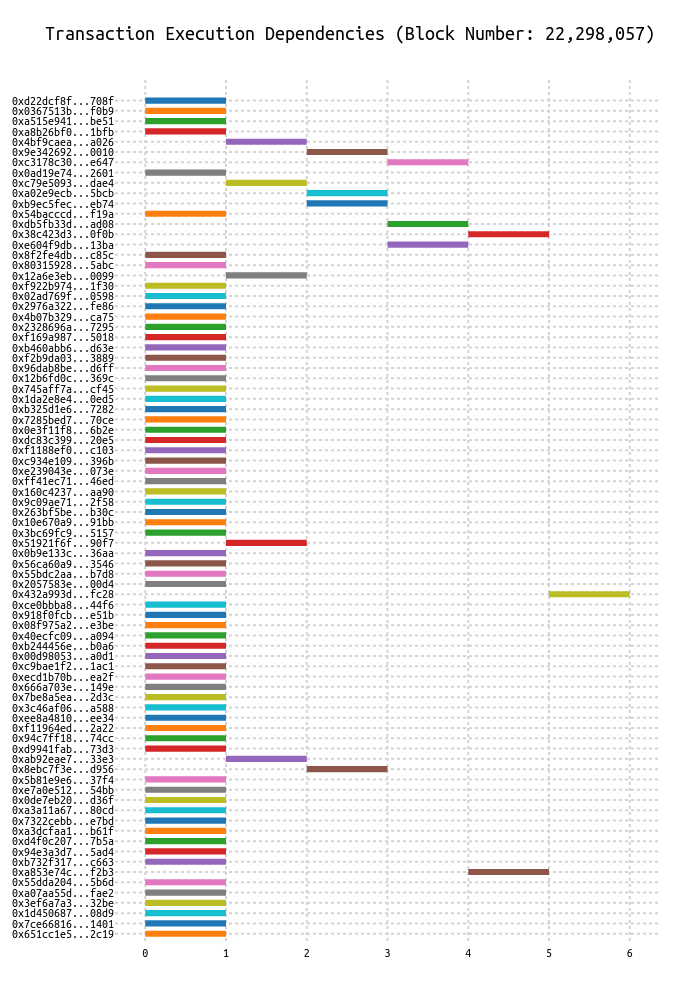 Transaction Execution Dependencies (Block Number: 22,298,057)
0xd22dcf8f...708f
0x0367513b...f0b9
0xa515e941...be51
0xa8b26bf0...1bfb
0x4bf9caea...a026
0x9e342692...0010
0xc3178c30...e647
0x0ad19e74...2601
0xc79e5093...dae4
0xa02e9ecb...5bcb
0xb9ec5fec...eb74
0x54bacccd...f19a
0xdb5fb33d...ad08
0x38c423d3...0f0b
0xe604f9db...13ba
0x8f2fe4db...c85c
0x80315928...5abc
0x12a6e3eb...0099
0xf922b974...1f30
0x02ad769f...0598
0x2976a322...fe86
0x4b07b329...ca75
0x2328696a...7295
0xf169a987...5018
0xb460abb6...d63e
0xf2b9da03...3889
0x96dab8be...d6ff
0x12b6fd0c...369c
0x745aff7a...cf45
0x1da2e8e4...0ed5
0xb325d1e6...7282
0x7285bed7...70ce
0x0e3f11f8...6b2e
0xdc83c399...20e5
0xf1188ef0...c103
0xc934e109...396b
0xe239043e...073e
0xff41ec71...46ed
0x160c4237...aa90
0x9c09ae71...2f58
0x263bf5be...b30c
0x10e670a9...91bb
0x3bc69fc9...5157
0x51921f6f...90f7
0x0b9e133c...36aa
0x56ca60a9...3546
0x55bdc2aa...b7d8
0x2057583e...00d4
0x432a993d...fc28
0xce0bbba8...44f6
0x918f0fcb...e51b
0x08f975a2...e3be
0x40ecfc09...a094
0xb244456e...b0a6
0x00d98053...a0d1
0xc9bae1f2...1ac1
0xecd1b70b...ea2f
0x666a703e...149e
0x7be8a5ea...2d3c
0x3c46af06...a588
0xee8a4810...ee34
0xf11964ed...2a22
0x94c7ff18...74cc
0xd9941fab...73d3
0xab92eae7...33e3
0x8ebc7f3e...d956
0x5b81e9e6...37f4
0xe7a0e512...54bb
0x0de7eb20...d36f
0xa3a11a67...80cd
0x7322cebb...e7bd
0xa3dcfaa1...b61f
0xd4f0c207...7b5a
0x94e3a3d7...5ad4
0xb732f317...c663
0xa853e74c...f2b3
0x55dda204...5b6d
0xa07aa55d...fae2
0x3ef6a7a3...32be
0x1d450687...08d9
0x7ce66816...1401
0x651cc1e5...2c19
0 1 2 3 4 5 6